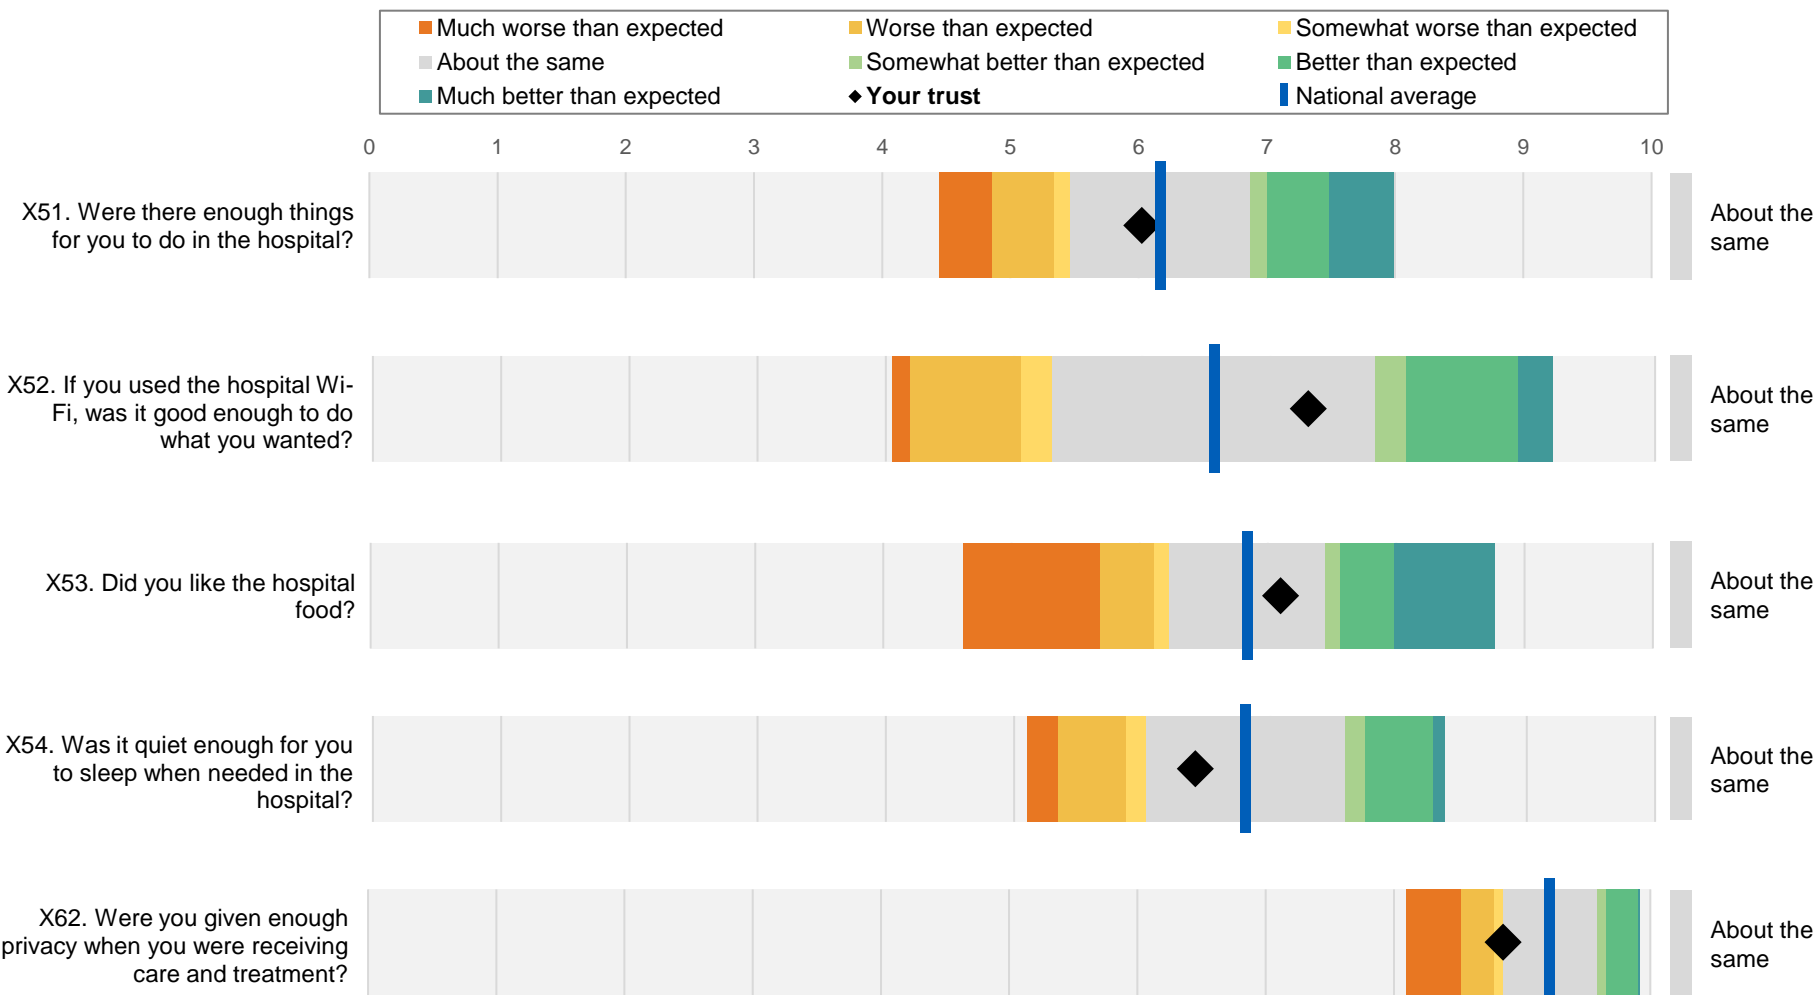 Much worse than expected
Worse than expected
Somewhat worse than expected
About the same
Somewhat better than expected
Better than expected
Much better than expected
Your trust
National average
0 1 2 3 4 5 6 7 8 9 10
X51. Were there enough things
for you to do in the hospital?
About the
same
X52. If you used the hospital Wi-
Fi, was it good enough to do
what you wanted?
About the
same
X53. Did you like the hospital
food?
About the
same
X54. Was it quiet enough for you
to sleep when needed in the
hospital?
About the
same
X62. Were you given enough
privacy when you were receiving
care and treatment?
About the
same